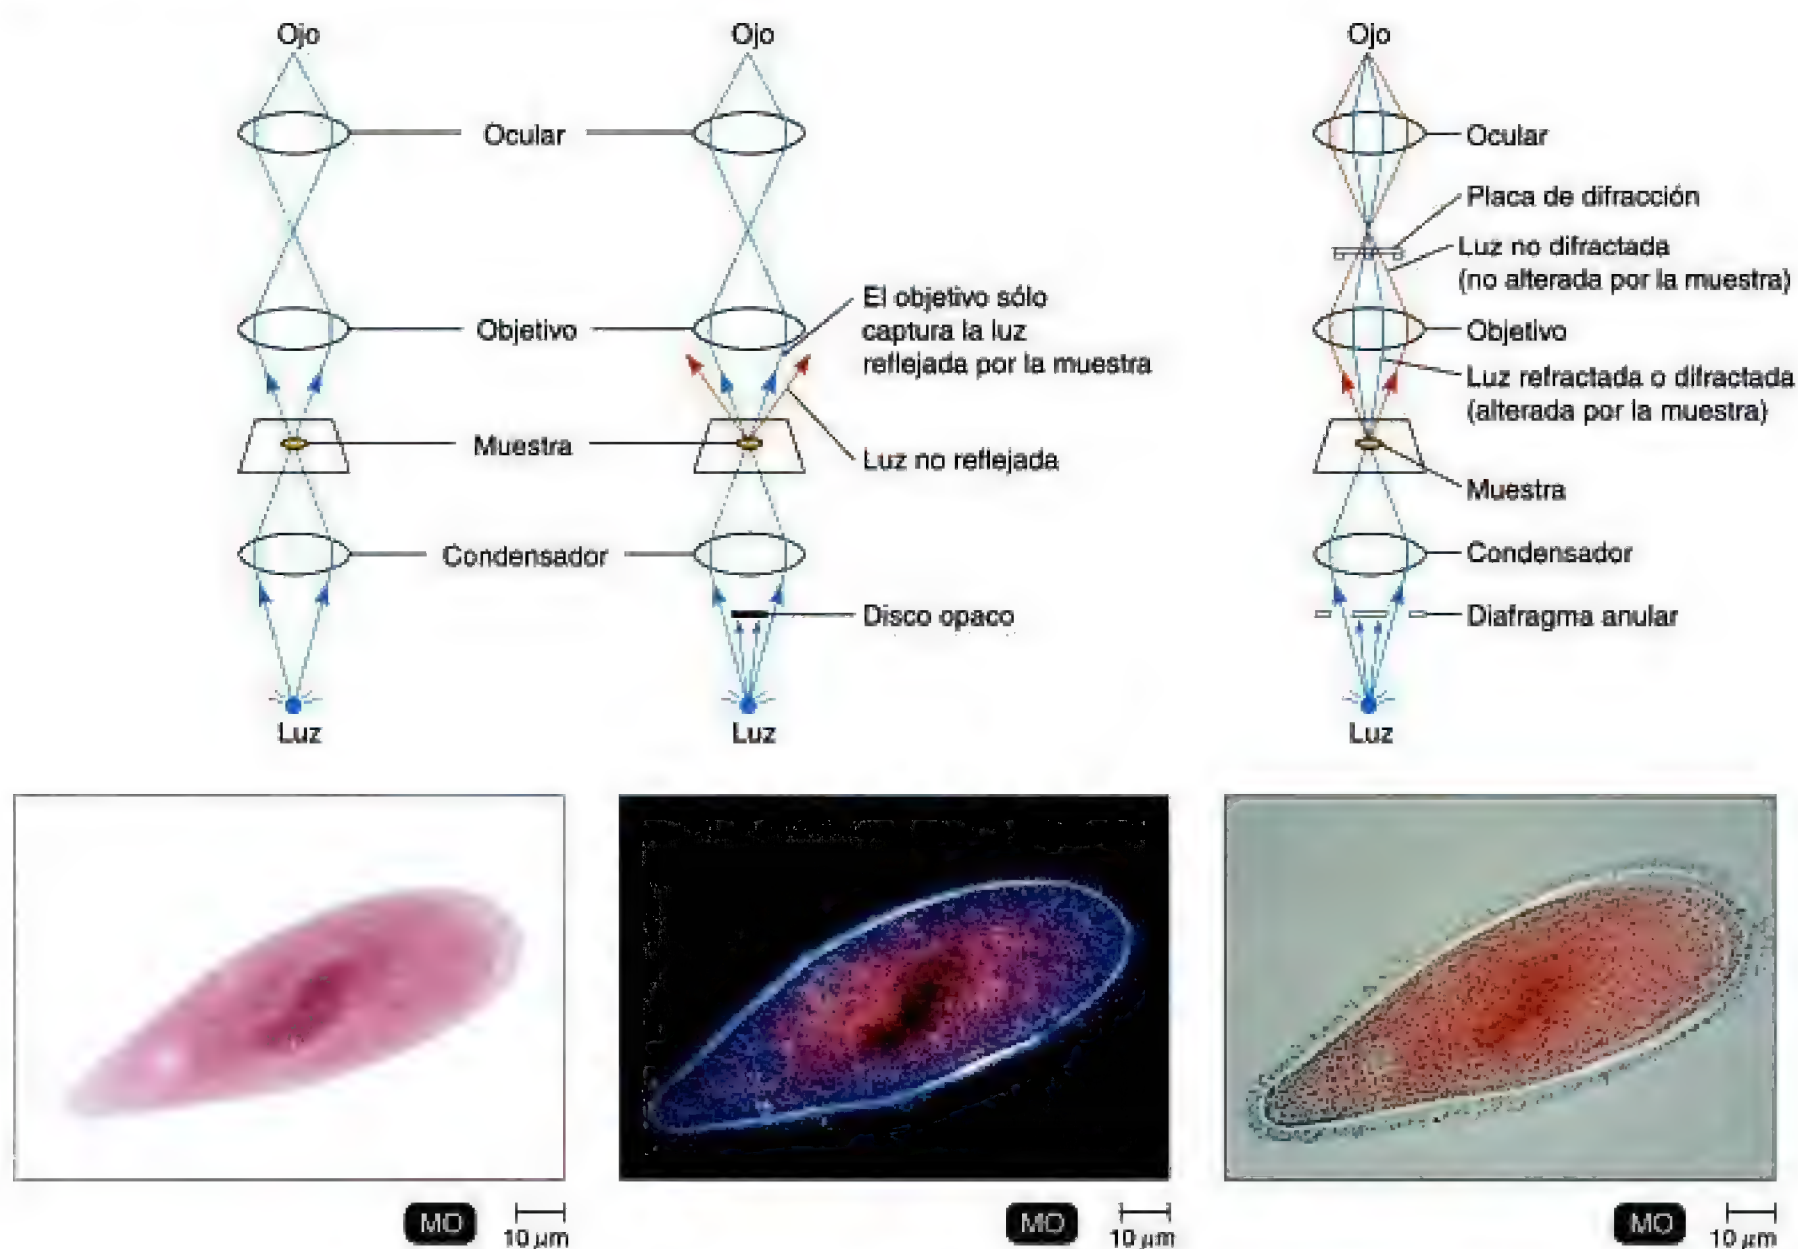 Ojo
Ojo
Ojo
Ocular
Ocular
Placa de difracción
Luz no difractada
(no alterada por la muestra)
El objetivo sólo
captura la luz
reflejada por la muestra
Objetivo
Objetivo
Luz refractada o difractada
(alterada por la muestra)
Muestra
Luz no reflejada
Muestra
Condensador
Condensador
Disco opaco
Diafragma anular
Luz
Luz
Luz
MO
10 µm
MO
10 µm
MO
10 µm